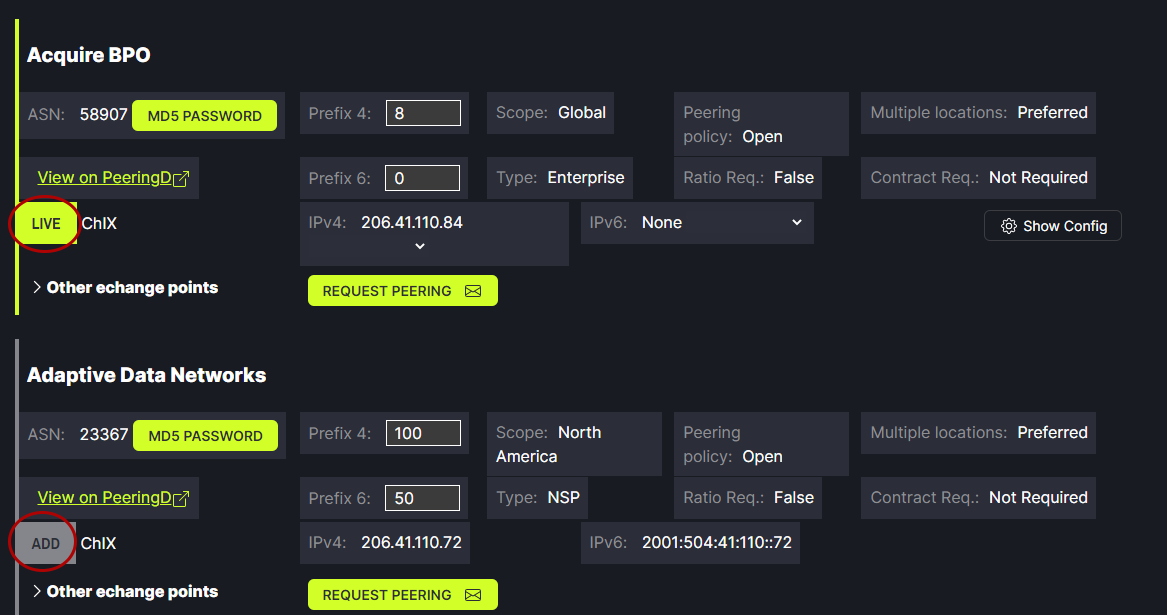 Acquire BPO
ASN: 58907 MD5 PASSWORD Prefix 4: 8 Scope: Global Peering policy: Open Multiple locations: Preferred
View on PeeringD Prefix 6: 0 Type: Enterprise Ratio Req.: False Contract Req.: Not Required
LIVE ChIX IPv4: 206.41.110.84 IPv6: None Show Config
Other echange points REQUEST PEERING
Adaptive Data Networks
ASN: 23367 MD5 PASSWORD Prefix 4: 100 Scope: North America Peering policy: Open Multiple locations: Preferred
View on PeeringD Prefix 6: 50 Type: NSP Ratio Req.: False Contract Req.: Not Required
ADD ChIX IPv4: 206.41.110.72 IPv6: 2001:504:41:110::72
Other echange points REQUEST PEERING